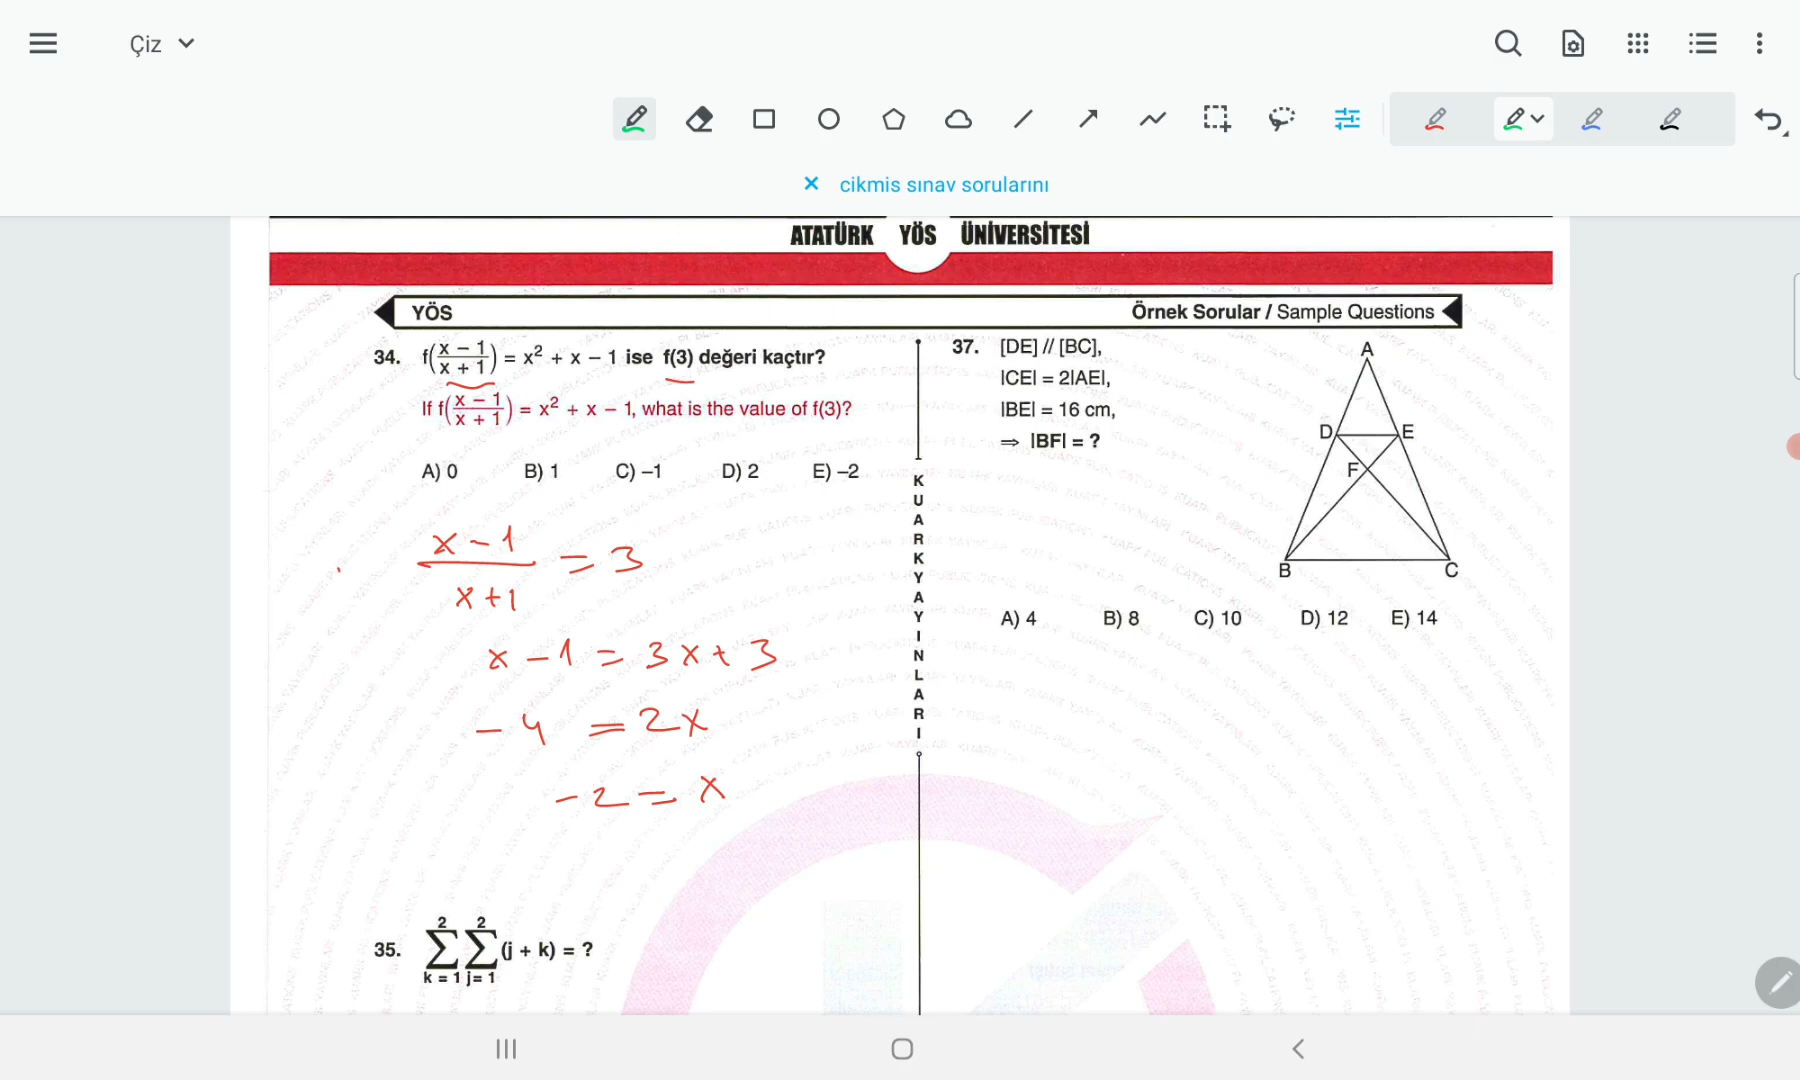 Çiz
cikmis sınav sorularını
ATATÜRK YÖS ÜNİVERSİTESİ
YÖS
Örnek Sorular / Sample Questions
34. f((x – 1)/(x + 1)) = x² + x – 1 ise f(3) değeri kaçtır?
If f((x – 1)/(x + 1)) = x² + x – 1, what is the value of f(3)?
A) 0 B) 1 C) –1 D) 2 E) –2
x – 1
x + 1
= 3
x – 1 = 3x + 3
– 4 = 2x
– 2 = x
35. ∑ (k = 1, 2) ∑ (j = 1, 2) (j + k) = ?
KUARK YAYINLARI
37. [DE] // [BC],
|CE| = 2|AE|,
|BE| = 16 cm,
⇒ |BF| = ?
A
D E
F
B C
A) 4 B) 8 C) 10 D) 12 E) 14